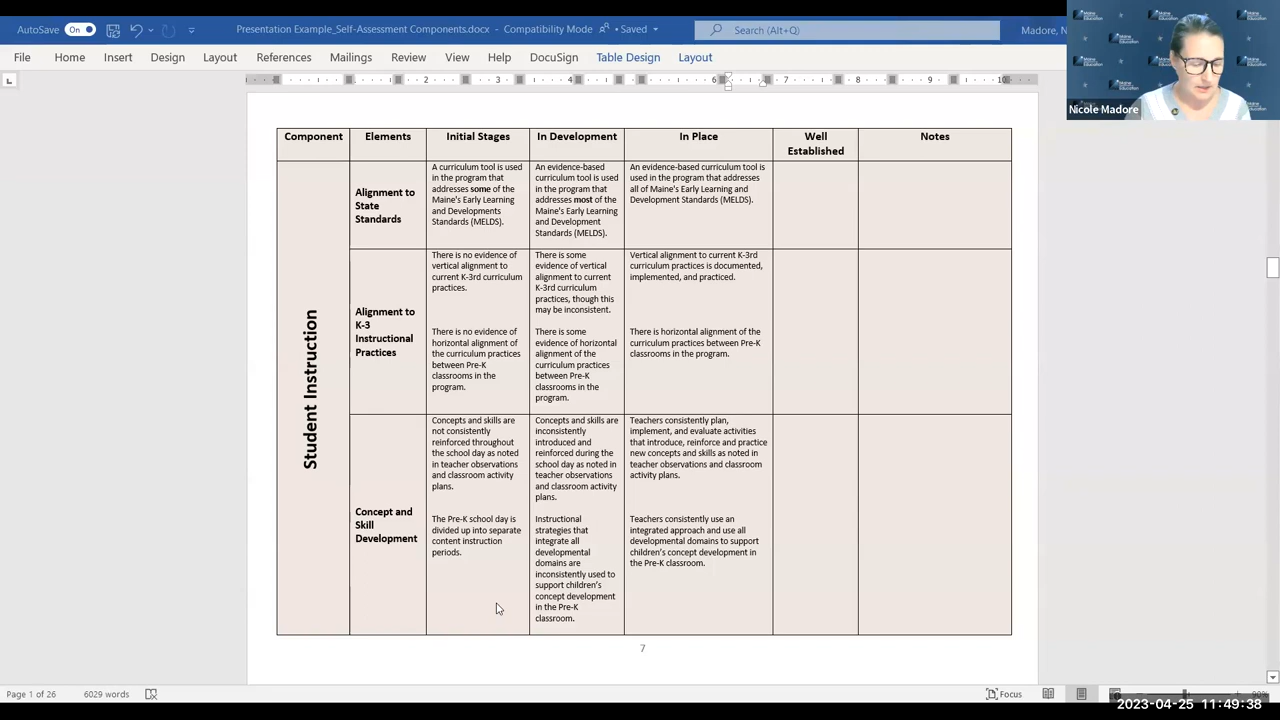 AutoSave On Presentation Example_Self-Assessment Components.docx - Compatibility Mode Saved Search (Alt+Q) Madore, N
File Home Insert Design Layout References Mailings Review View Help DocuSign Table Design Layout
2 4 6 7 8 9 10
Nicole Madore
Component Elements Initial Stages In Development In Place Well Established Notes
Student Instruction
Alignment to
State
Standards
A curriculum tool is used
in the program that
addresses some of the
Maine's Early Learning
and Developments
Standards (MELDS).
An evidence-based
curriculum tool is used
in the program that
addresses most of the
Maine's Early Learning
and Development
Standards (MELDS).
An evidence-based curriculum tool is
used in the program that addresses
all of Maine's Early Learning and
Development Standards (MELDS).
Alignment to
K-3
Instructional
Practices
There is no evidence of
vertical alignment to
current K-3rd curriculum
practices.
There is no evidence of
horizontal alignment of
the curriculum practices
between Pre-K
classrooms in the
program.
There is some
evidence of vertical
alignment to current
K-3rd curriculum
practices, though this
may be inconsistent.
There is some
evidence of horizontal
alignment of the
curriculum practices
between Pre-K
classrooms in the
program.
Vertical alignment to current K-3rd
curriculum practices is documented,
implemented, and practiced.
There is horizontal alignment of the
curriculum practices between Pre-K
classrooms in the program.
Concept and
Skill
Development
Concepts and skills are
not consistently
reinforced throughout
the school day as noted
in teacher observations
and classroom activity
plans.
The Pre-K school day is
divided up into separate
content instruction
periods.
Concepts and skills are
inconsistently
introduced and
reinforced during the
school day as noted in
teacher observations
and classroom activity
plans.
Instructional
strategies that
integrate all
developmental
domains are
inconsistently used to
support children's
concept development
in the Pre-K
classroom.
Teachers consistently plan,
implement, and evaluate activities
that introduce, reinforce and practice
new concepts and skills as noted in
teacher observations and classroom
activity plans.
Teachers consistently use an
integrated approach and use all
developmental domains to support
children's concept development in
the Pre-K classroom.
7
Page 1 of 26 6029 words Focus
2023-04-25 11:49:38